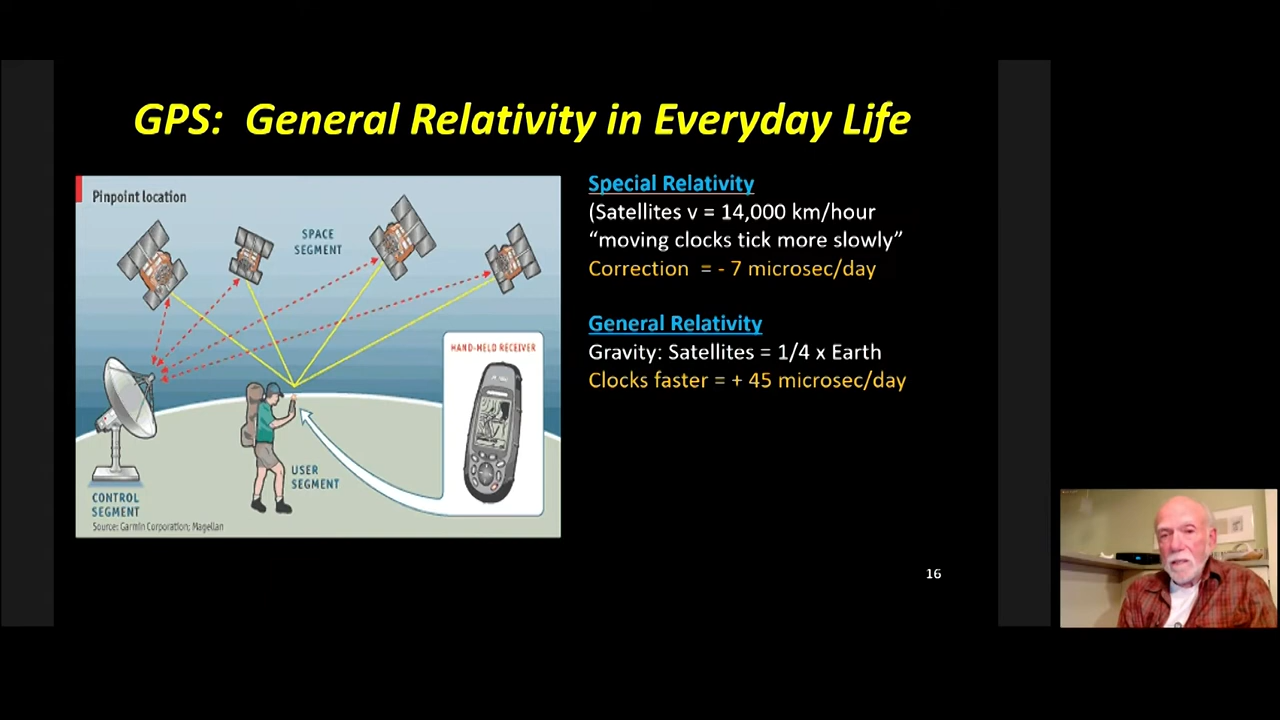 GPS:  General Relativity in Everyday Life
Pinpoint location
SPACE
SEGMENT
HAND-HELD RECEIVER
USER
SEGMENT
CONTROL
SEGMENT
Source: Garmin Corporation; Magellan
Special Relativity
(Satellites v = 14,000 km/hour
“moving clocks tick more slowly”
Correction  = - 7 microsec/day
General Relativity
Gravity: Satellites = 1/4 x Earth
Clocks faster = + 45 microsec/day
16